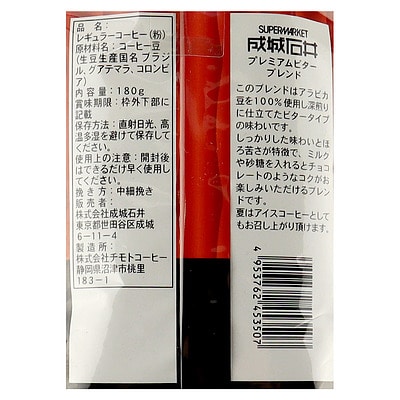 品名:
レギュラーコーヒー(粉)
原材料名:コーヒー豆
(生豆生産国名 ブラジ
ル,グアテマラ,コロンビ
ア)
内容量:180g
賞味期限:枠外下部に
記載
保存方法:直射日光、高
温多湿を避けて保存して
ください。
使用上の注意:開封後
はできるだけ早く使用し
てください。
挽き方:中細挽き
販売者:
株式会社成城石井
東京都世田谷区成城
6-11-4
製造所:
株式会社チモトコーヒー
静岡県沼津市桃里
183-1
SUPERMARKET
成城石井
プレミアムビター
ブレンド
このブレンドはアラビカ
豆を100%使用し深煎り
に仕立てたビタータイプ
の味わいです。
しっかりした味わいとほ
ろ苦さが特徴で、ミルク
や砂糖を入れるとチョコ
レートのようなコクがお
楽しみいただけるブレン
ドです。
夏はアイスコーヒーとして
もお召し上がり頂けます。
4953762453507